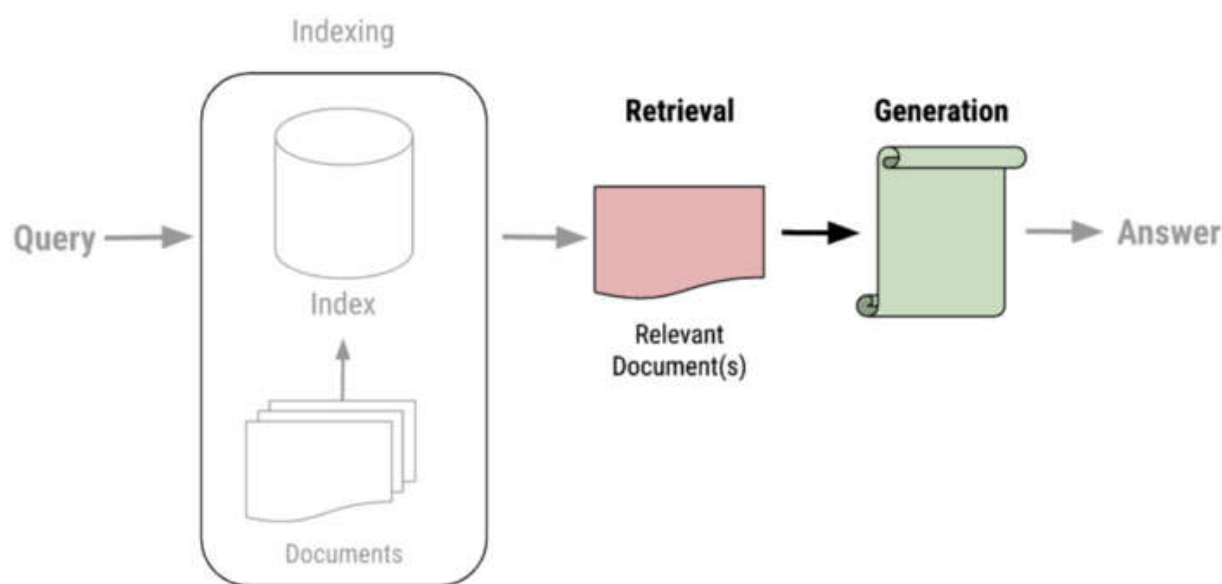 Indexing
Retrieval
Generation
Query
Answer
Index
Relevant
Document(s)
Documents